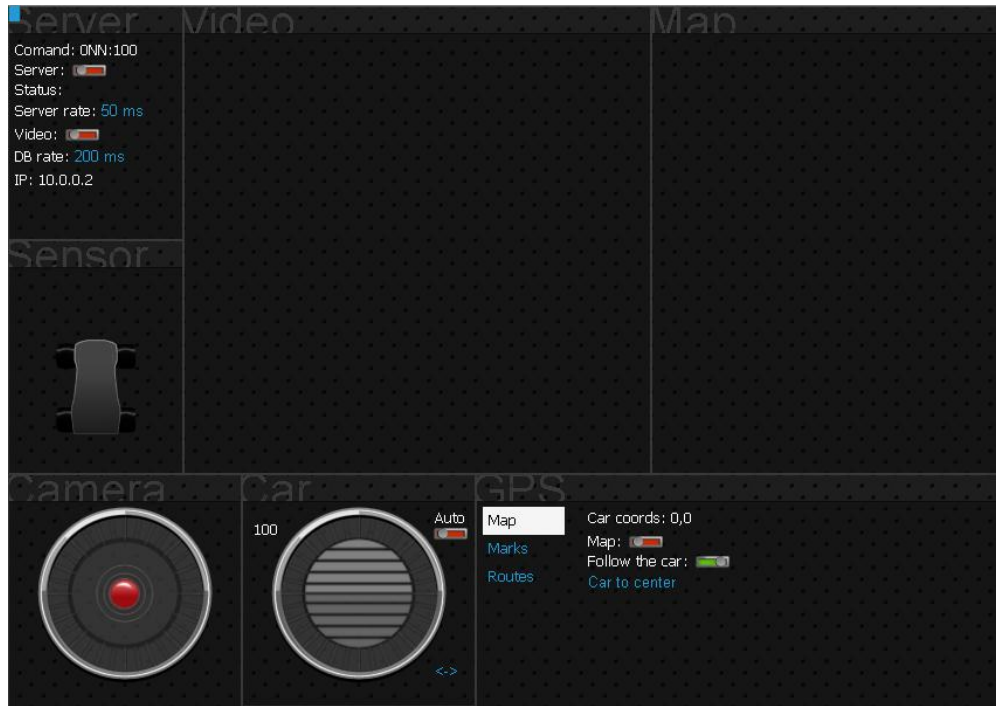 Server
Comand: 0NN:100
Server:
Status:
Server rate: 50 ms
Video:
DB rate: 200 ms
IP: 10.0.0.2
Video
Map
Sensor
Camera
Car
100
Auto
<->
GPS
Map
Marks
Routes
Car coords: 0,0
Map:
Follow the car:
Car to center